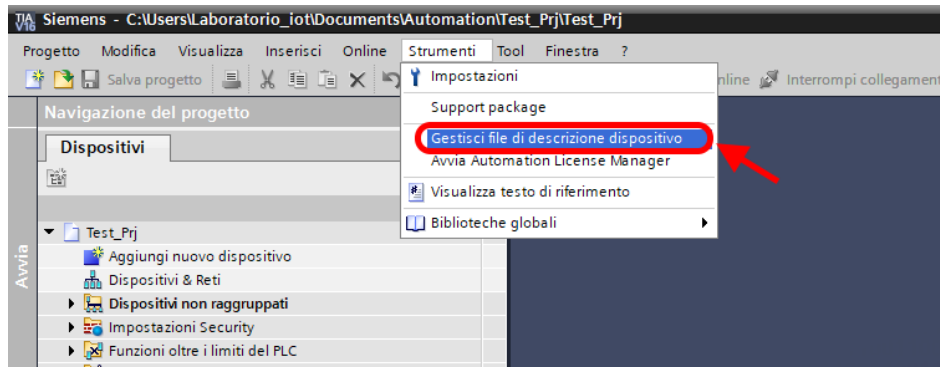 TIA V16 Siemens - C:\Users\Laboratorio_iot\Documents\Automation\Test_Prj\Test_Prj
Progetto Modifica Visualizza Inserisci Online Strumenti Tool Finestra ?
Salva progetto
Impostazioni
nline Interrompi collegament
Support package
Gestisci file di descrizione dispositivo
Avvia Automation License Manager
Visualizza testo di riferimento
Biblioteche globali
Navigazione del progetto
Dispositivi
Avvia
Test_Prj
Aggiungi nuovo dispositivo
Dispositivi & Reti
Dispositivi non raggruppati
Impostazioni Security
Funzioni oltre i limiti del PLC